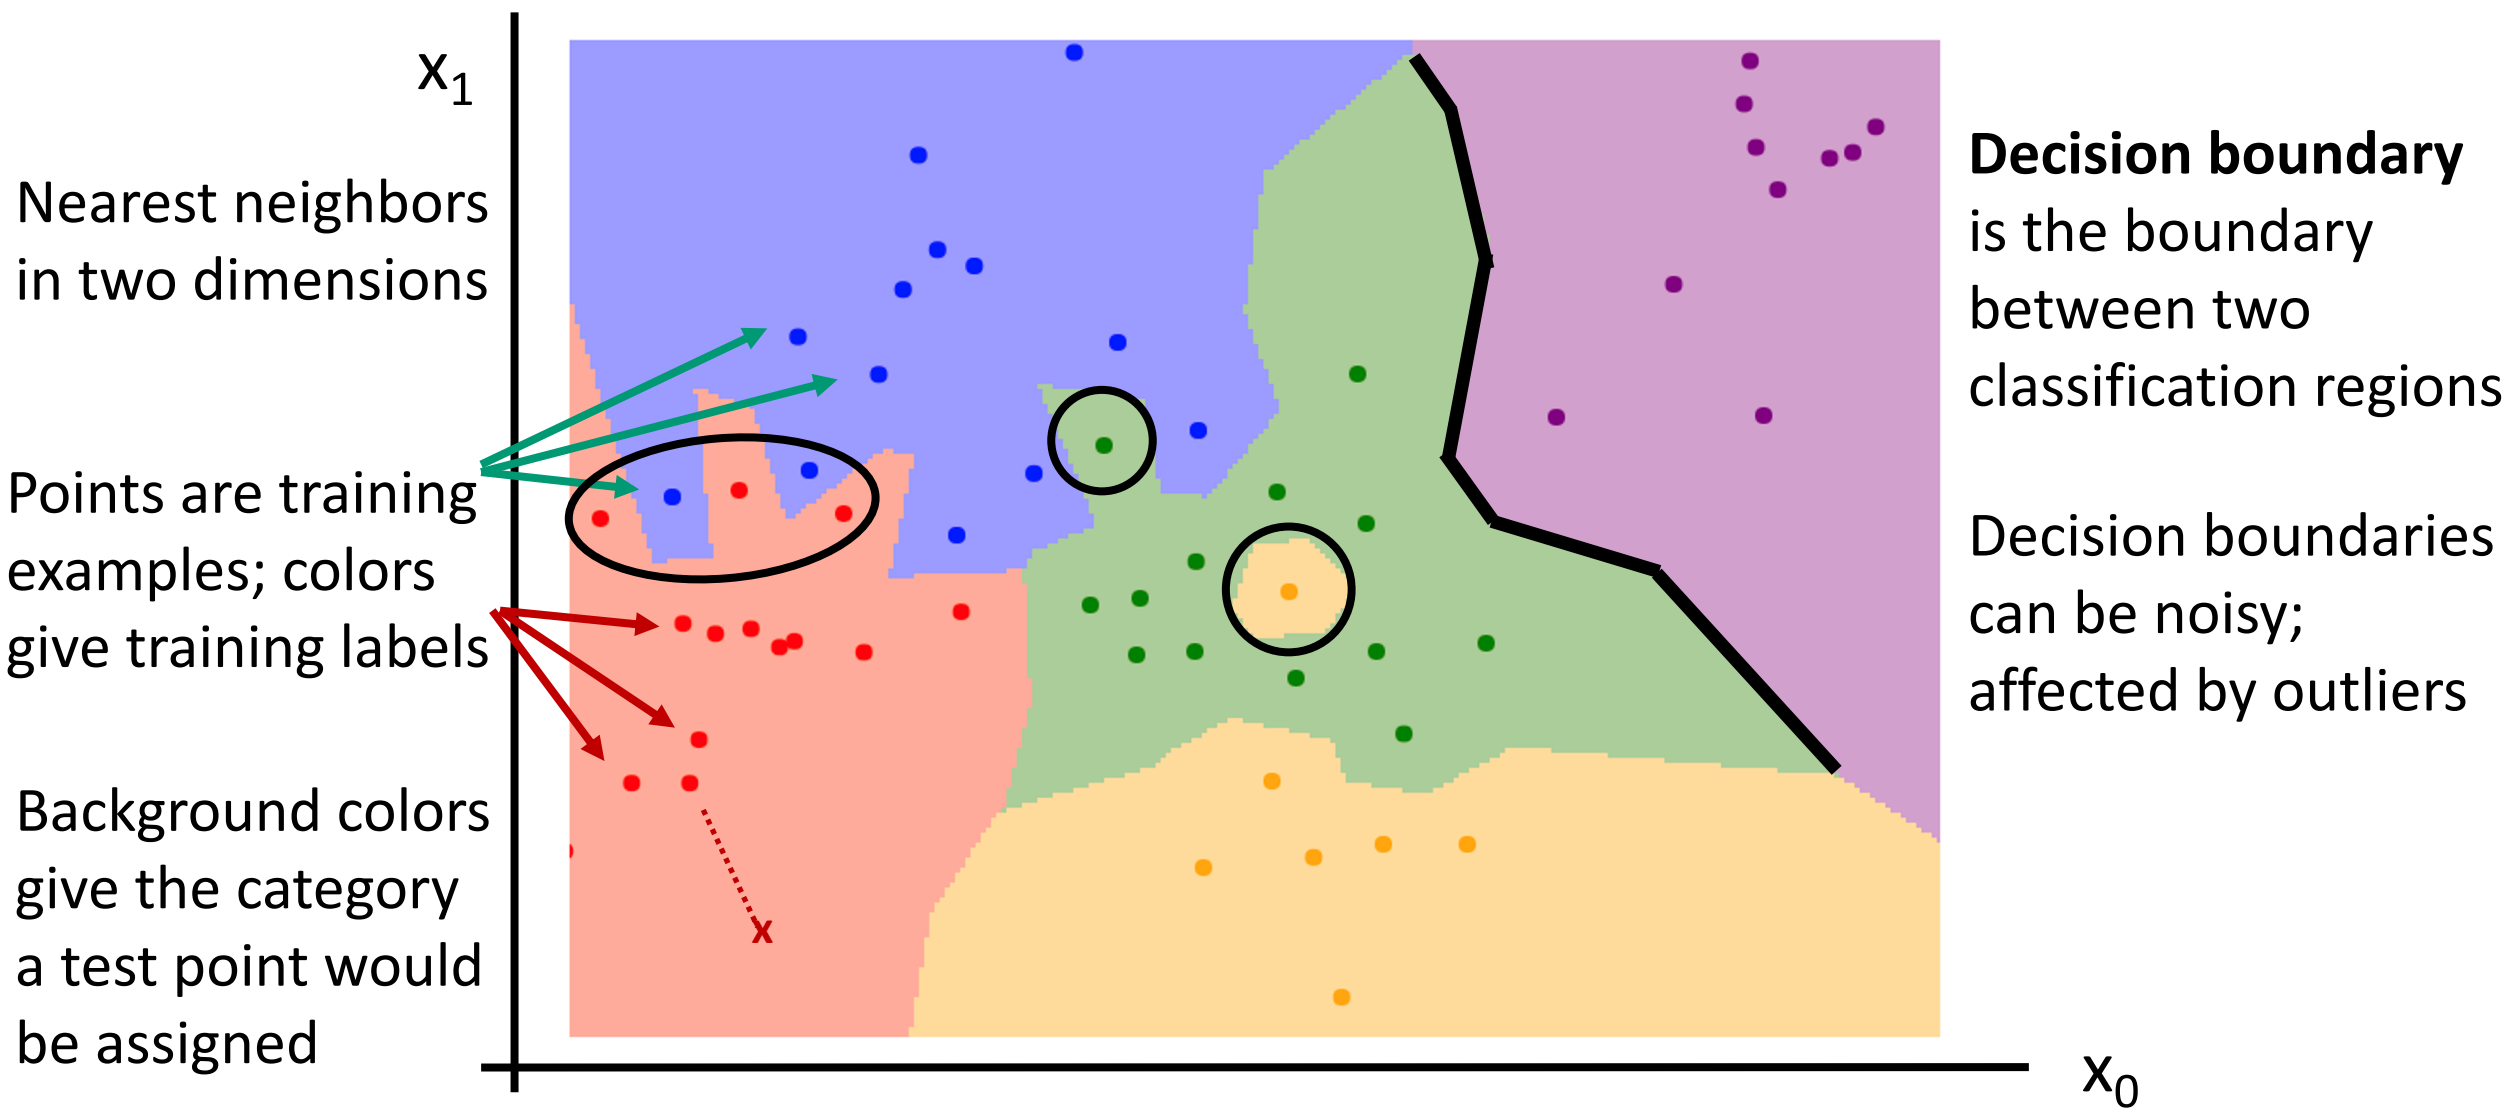 x1
Nearest neighbors
in two dimensions
Points are training
examples; colors
give training labels
Background colors
give the category
a test point would
be assigned
x
Decision boundary
is the boundary
between two
classification regions
Decision boundaries
can be noisy;
affected by outliers
x0